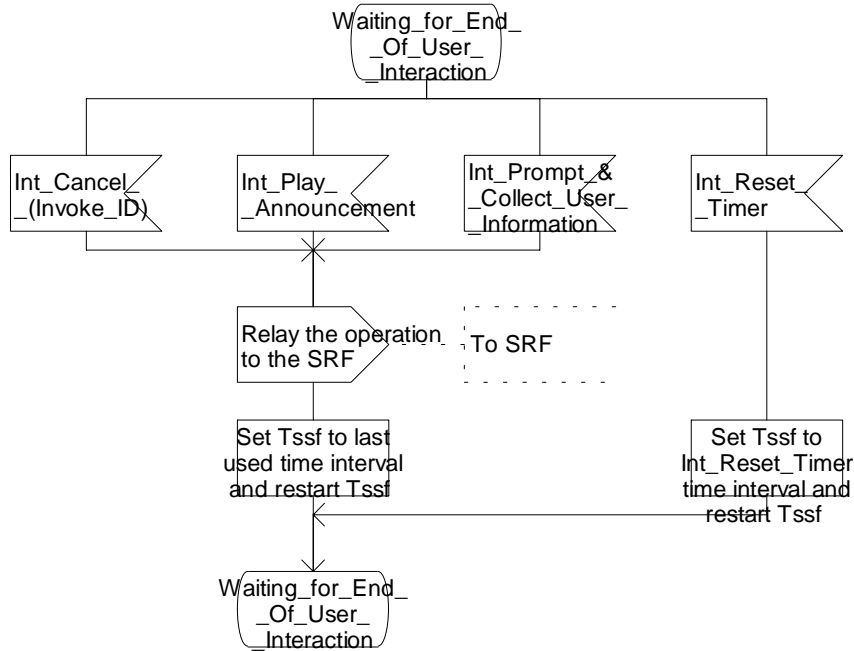 Waiting_for_End_
_Of_User_
_Interaction
Int_Cancel_
_(Invoke_ID)
Int_Play_
_Announcement
Int_Prompt_&
_Collect_User_
_Information
Int_Reset_
_Timer
Relay the operation
to the SRF
To SRF
Set Tssf to last
used time interval
and restart Tssf
Set Tssf to
Int_Reset_Timer
time interval and
restart Tssf
Waiting_for_End_
_Of_User_
_Interaction